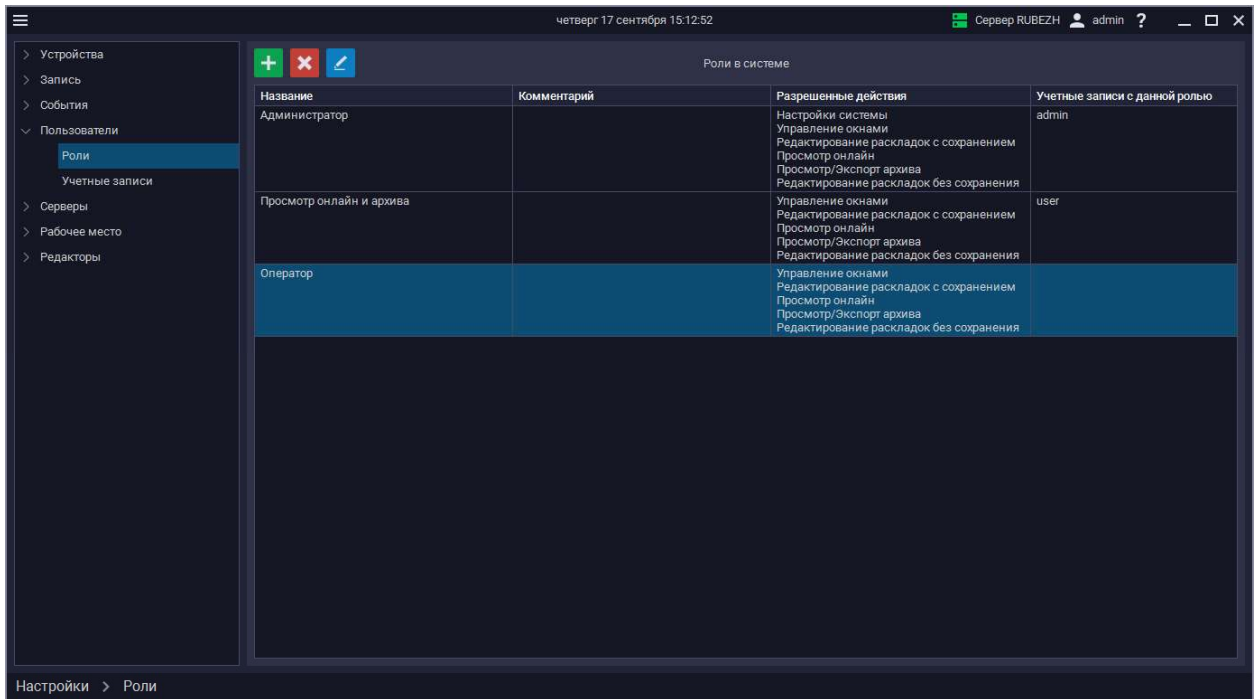 четверг 17 сентября 15:12:52
Сервер RUBEZH admin ?
Устройства
Запись
События
Пользователи
Роли
Учетные записи
Серверы
Рабочее место
Редакторы
Роли в системе
Название Комментарий Разрешенные действия Учетные записи с данной ролью
Администратор Настройки системы admin
Управление окнами
Редактирование раскладок с сохранением
Просмотр онлайн
Просмотр/Экспорт архива
Редактирование раскладок без сохранения
Просмотр онлайн и архива Управление окнами user
Редактирование раскладок с сохранением
Просмотр онлайн
Просмотр/Экспорт архива
Редактирование раскладок без сохранения
Оператор Управление окнами
Редактирование раскладок с сохранением
Просмотр онлайн
Просмотр/Экспорт архива
Редактирование раскладок без сохранения
Настройки > Роли